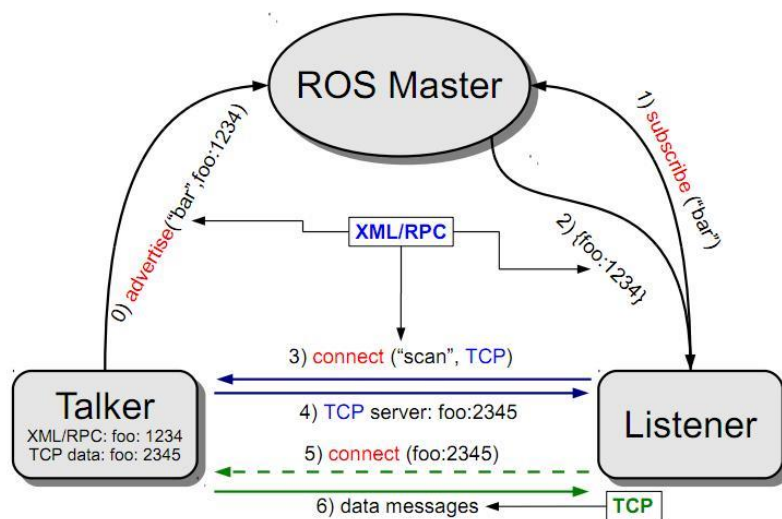 ROS Master
0) advertise("bar",foo:1234)
1) subscribe ("bar")
XML/RPC
2) {foo:1234}
3) connect ("scan", TCP)
Talker
XML/RPC: foo: 1234
TCP data: foo: 2345
4) TCP server: foo:2345
Listener
5) connect (foo:2345)
6) data messages
TCP